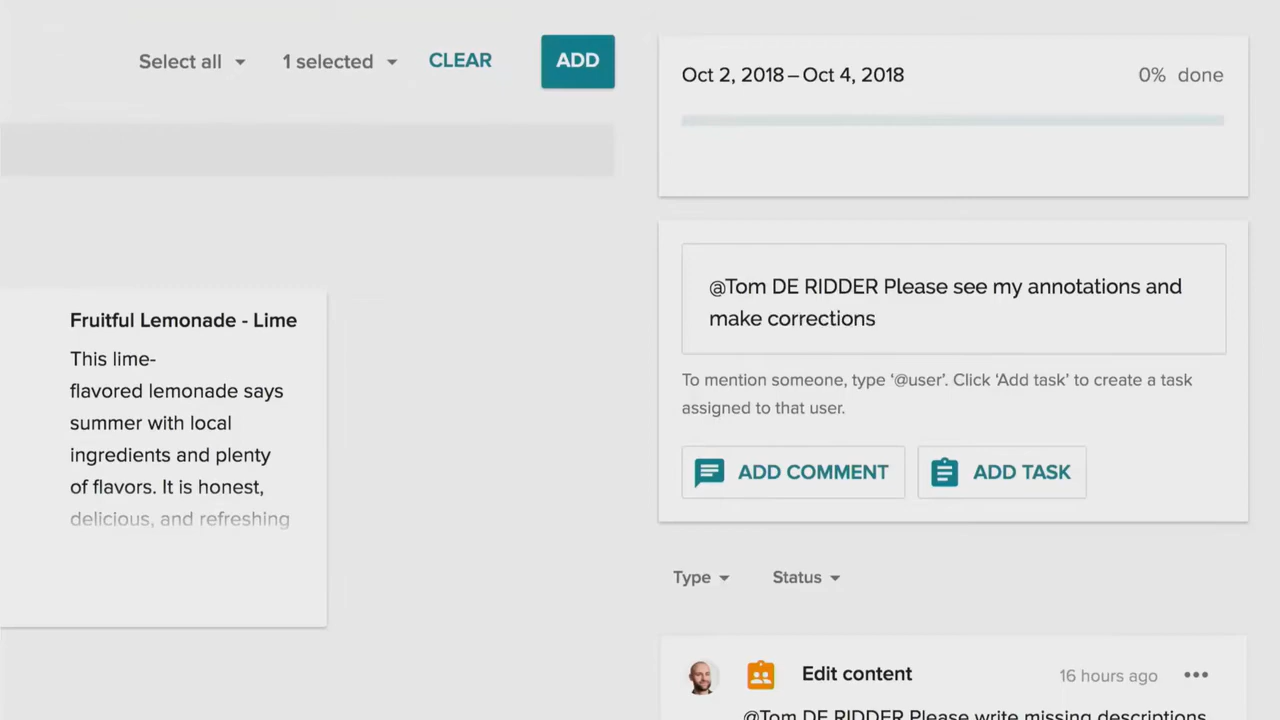 Select all
1 selected
CLEAR
ADD
Fruitful Lemonade - Lime
This lime-
flavored lemonade says
summer with local
ingredients and plenty
of flavors. It is honest,
delicious, and refreshing
Oct 2, 2018 – Oct 4, 2018
0% done
@Tom DE RIDDER Please see my annotations and
make corrections
To mention someone, type ‘@user’. Click ‘Add task’ to create a task
assigned to that user.
ADD COMMENT
ADD TASK
Type
Status
Edit content
16 hours ago
@Tom DE RIDDER Please write missing descriptions